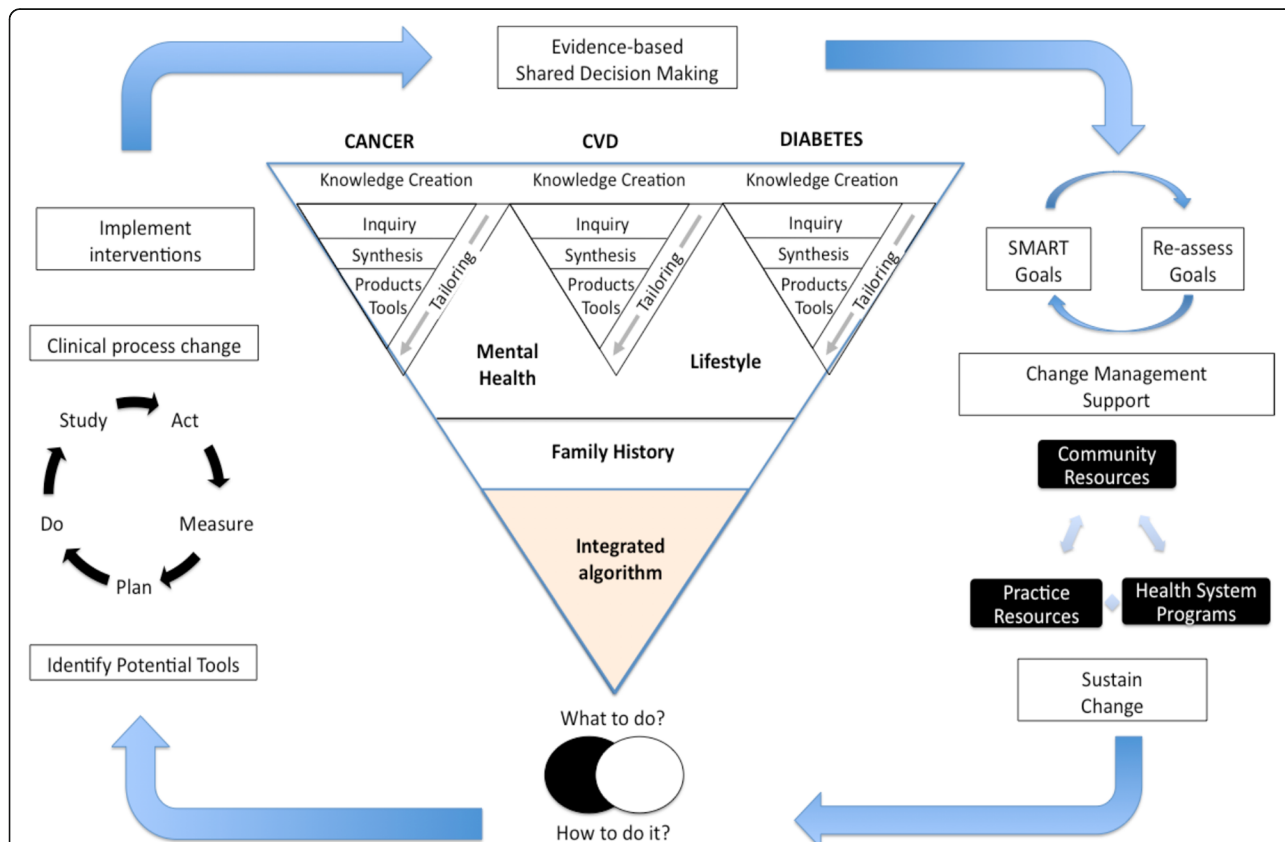 Evidence-based
Shared Decision Making
CANCER
CVD
DIABETES
Knowledge Creation
Knowledge Creation
Knowledge Creation
Inquiry
Synthesis
Products
Tools
Tailoring
Inquiry
Synthesis
Products
Tools
Tailoring
Inquiry
Synthesis
Products
Tools
Tailoring
Mental
Health
Lifestyle
Family History
Integrated
algorithm
What to do?
How to do it?
Implement
interventions
Clinical process change
Study
Act
Do
Measure
Plan
Identify Potential Tools
SMART
Goals
Re-assess
Goals
Change Management
Support
Community
Resources
Practice
Resources
Health System
Programs
Sustain
Change